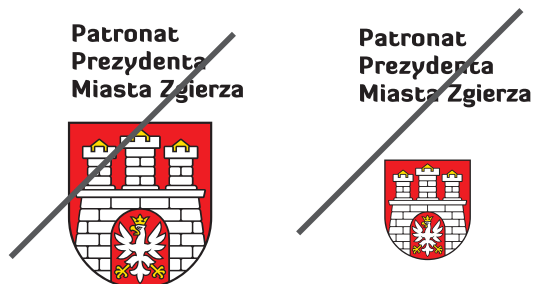 Patronat
Prezydenta
Miasta Zgierza
Patronat
Prezydenta
Miasta Zgierza